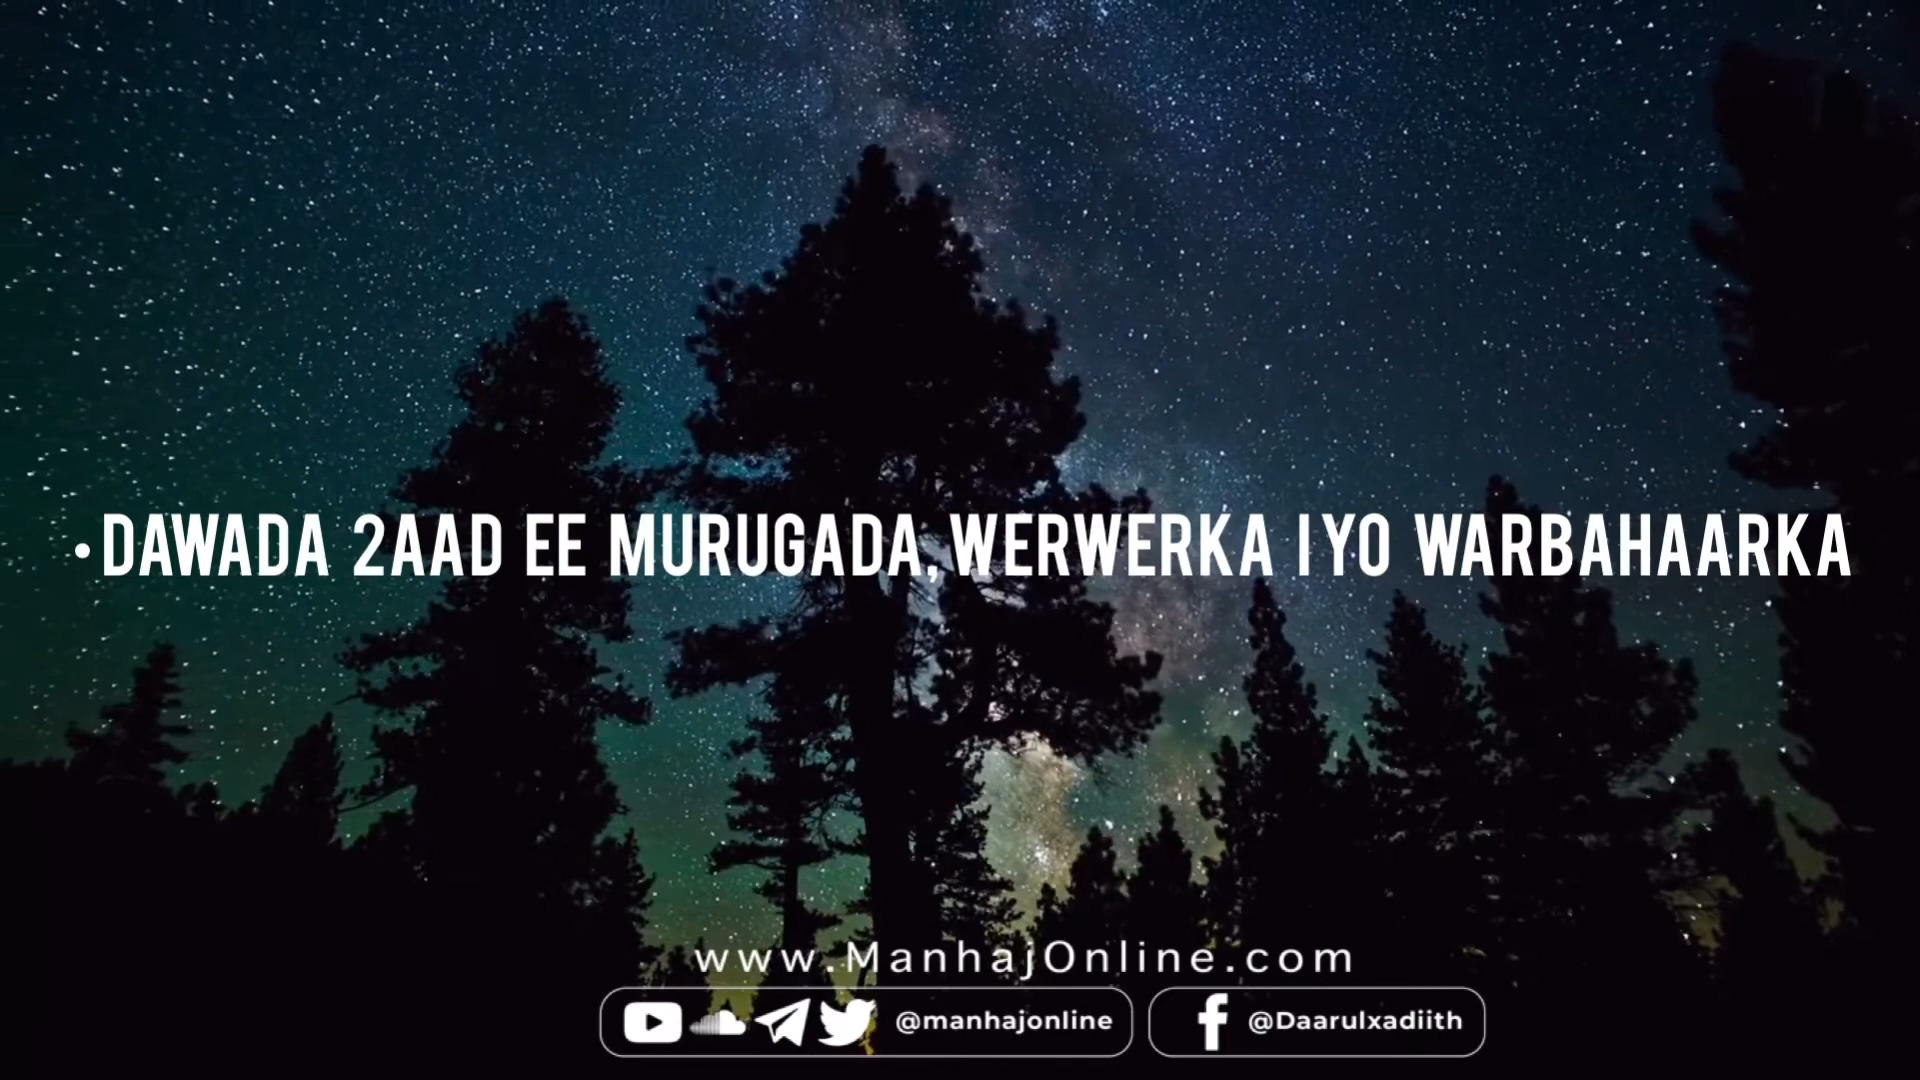 •DAWADA 2AAD EE MURUGADA,WERWERKA IYO WARBAHAARKA
www.ManhajOnline.com
@manhajonline @Daarulxadiith